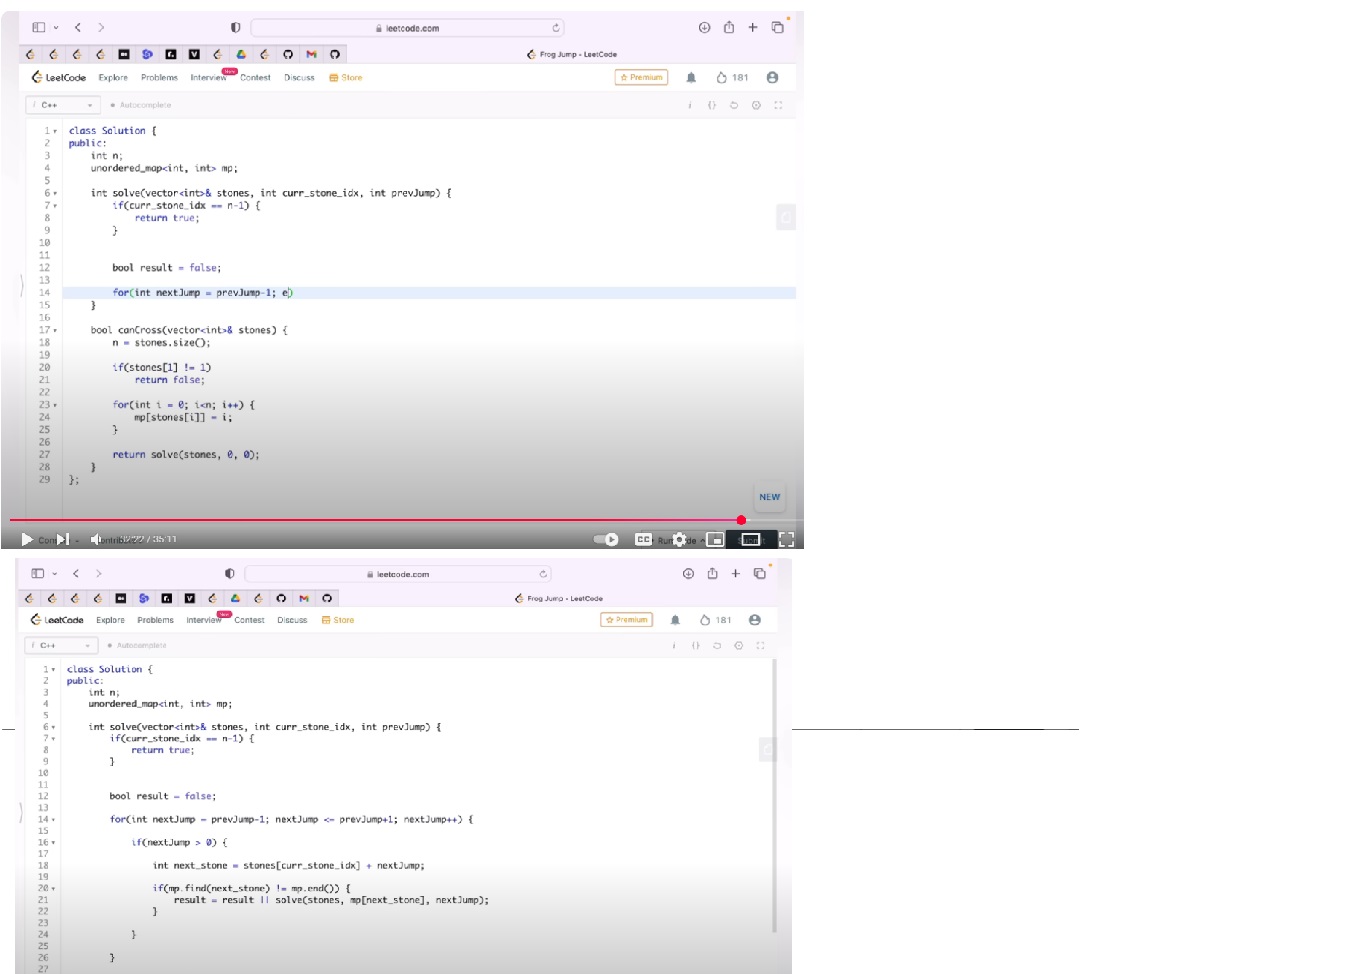 leetcode.com
Frog Jump - LeetCode
LeetCode Explore Problems Interview New Contest Discuss Store Premium 181
i C++ Autocomplete i {}
1 class Solution {
2 public:
3 int n;
4 unordered_map<int, int> mp;
5
6 int solve(vector<int>& stones, int curr_stone_idx, int prevJump) {
7 if(curr_stone_idx == n-1) {
8 return true;
9 }
10
11
12 bool result = false;
13
14 for(int nextJump = prevJump-1; e)
15 }
16
17 bool canCross(vector<int>& stones) {
18 n = stones.size();
19
20 if(stones[1] != 1)
21 return false;
22
23 for(int i = 0; i<n; i++) {
24 mp[stones[i]] = i;
25 }
26
27 return solve(stones, 0, 0);
28 }
29 };
NEW
/ 35:11 CC
leetcode.com
Frog Jump - LeetCode
LeetCode Explore Problems Interview New Contest Discuss Store Premium 181
i C++ Autocomplete i {}
1 class Solution {
2 public:
3 int n;
4 unordered_map<int, int> mp;
5
6 int solve(vector<int>& stones, int curr_stone_idx, int prevJump) {
7 if(curr_stone_idx == n-1) {
8 return true;
9 }
10
11
12 bool result = false;
13
14 for(int nextJump = prevJump-1; nextJump <= prevJump+1; nextJump++) {
15
16 if(nextJump > 0) {
17
18 int next_stone = stones[curr_stone_idx] + nextJump;
19
20 if(mp.find(next_stone) != mp.end()) {
21 result = result || solve(stones, mp[next_stone], nextJump);
22 }
23
24 }
25
26 }
27